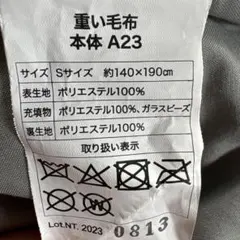 重い毛布
本体 A23
サイズ Sサイズ 約140×190cm
表生地 ポリエステル100%
充填物 ポリエステル100%、ガラスビーズ
裏生地 ポリエステル100%
取り扱い表示
Lot.NT. 2023 0813